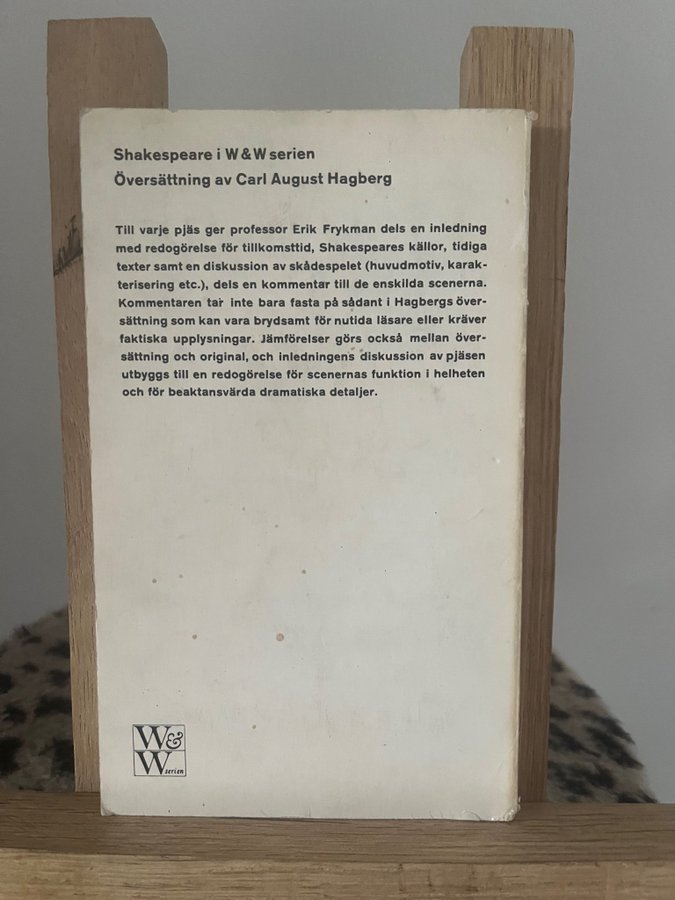 Shakespeare i W&W serien
Översättning av Carl August Hagberg
Till varje pjäs ger professor Erik Frykman dels en inledning
med redogörelse för tillkomsttid, Shakespeares källor, tidiga
texter samt en diskussion av skådespelet (huvudmotiv, karak-
terisering etc.), dels en kommentar till de enskilda scenerna.
Kommentaren tar inte bara fasta på sådant i Hagbergs över-
sättning som kan vara brydsamt för nutida läsare eller kräver
faktiska upplysningar. Jämförelser görs också mellan över-
sättning och original, och inledningens diskussion av pjäsen
utbyggs till en redogörelse för scenernas funktion i helheten
och för beaktansvärda dramatiska detaljer.
W&
W serien